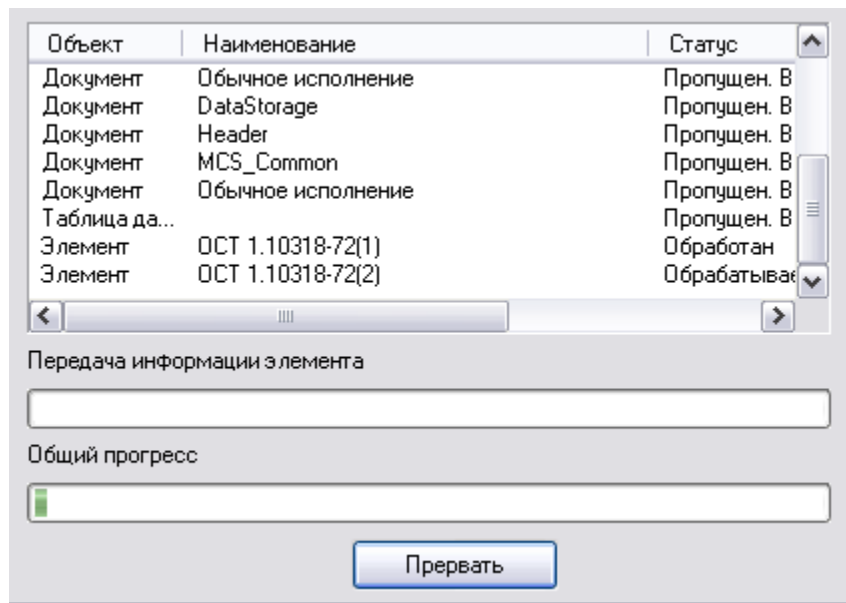 Объект Наименование Статус
Документ Обычное исполнение Пропущен. В
Документ DataStorage Пропущен. В
Документ Header Пропущен. В
Документ MCS_Common Пропущен. В
Документ Обычное исполнение Пропущен. В
Таблица да... Пропущен. В
Элемент ОСТ 1.10318-72(1) Обработан
Элемент ОСТ 1.10318-72(2) Обрабатывае
Передача информации элемента
Общий прогресс
Прервать